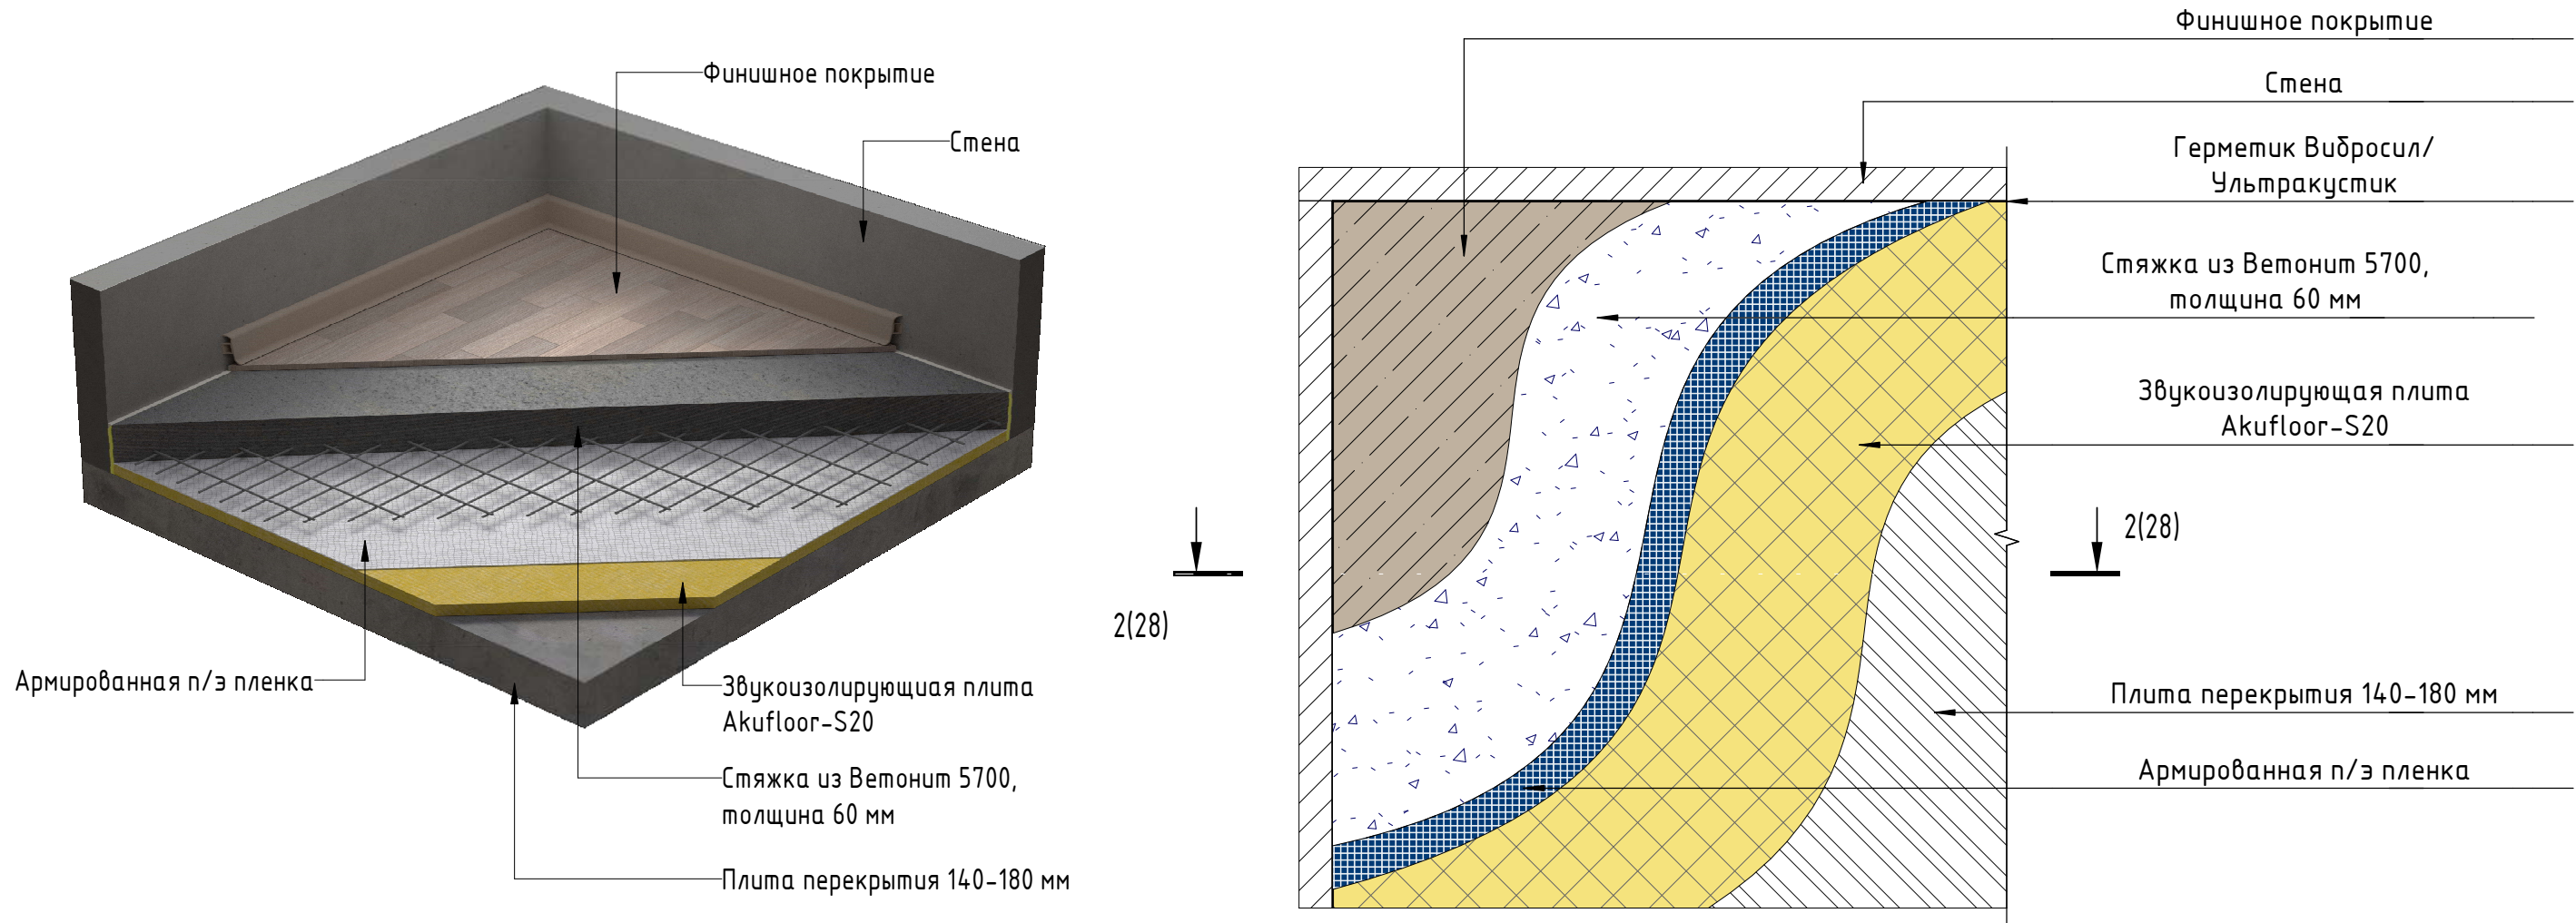 Финишное покрытие
Стена
Армированная п/э пленка
Звукоизолирующиая плита
Akufloor-S20
Стяжка из Ветонит 5700,
толщина 60 мм
Плита перекрытия 140-180 мм
Финишное покрытие
Стена
Герметик Вибросил/
Ультракустик
Стяжка из Ветонит 5700,
толщина 60 мм
Звукоизолирующая плита
Akufloor-S20
2(28)
2(28)
Плита перекрытия 140-180 мм
Армированная п/э пленка